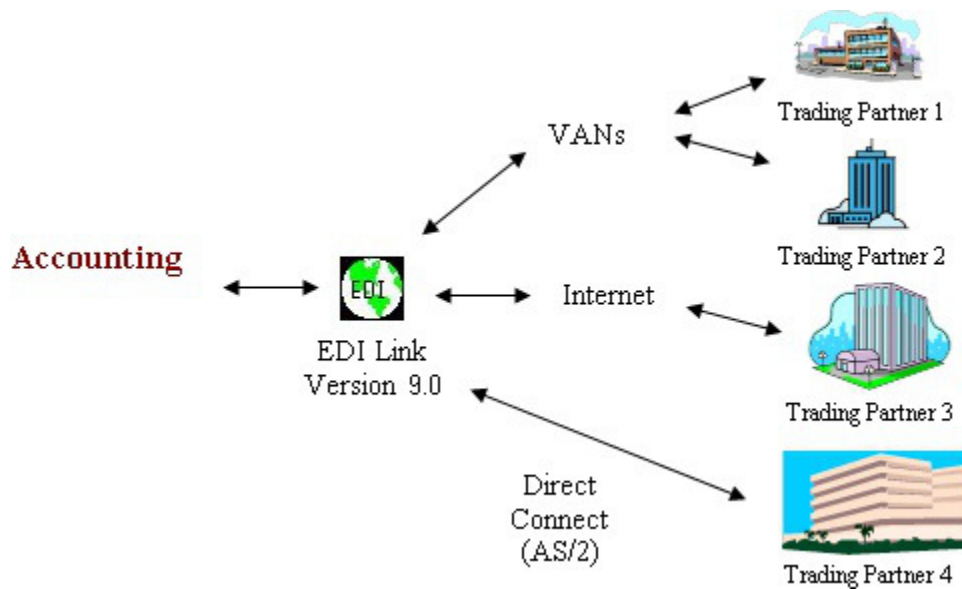 Trading Partner 1
VANs
Trading Partner 2
Accounting
EDI
Internet
EDI Link
Version 9.0
Trading Partner 3
Direct
Connect
(AS/2)
Trading Partner 4